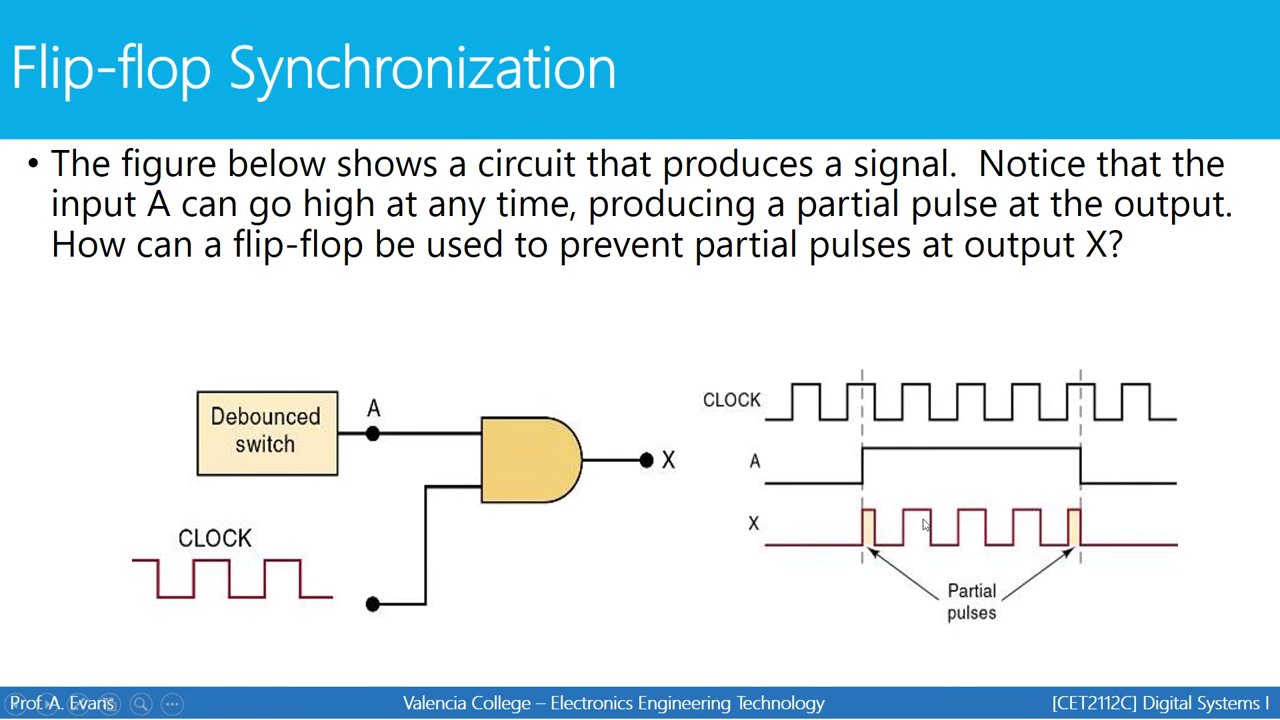 Flip-flop Synchronization
• The figure below shows a circuit that produces a signal.  Notice that the
input A can go high at any time, producing a partial pulse at the output.
How can a flip-flop be used to prevent partial pulses at output X?
Debounced
switch
A
X
CLOCK
CLOCK
A
X
Partial
pulses
Prof. A. Evans
Valencia College – Electronics Engineering Technology
[CET2112C] Digital Systems I